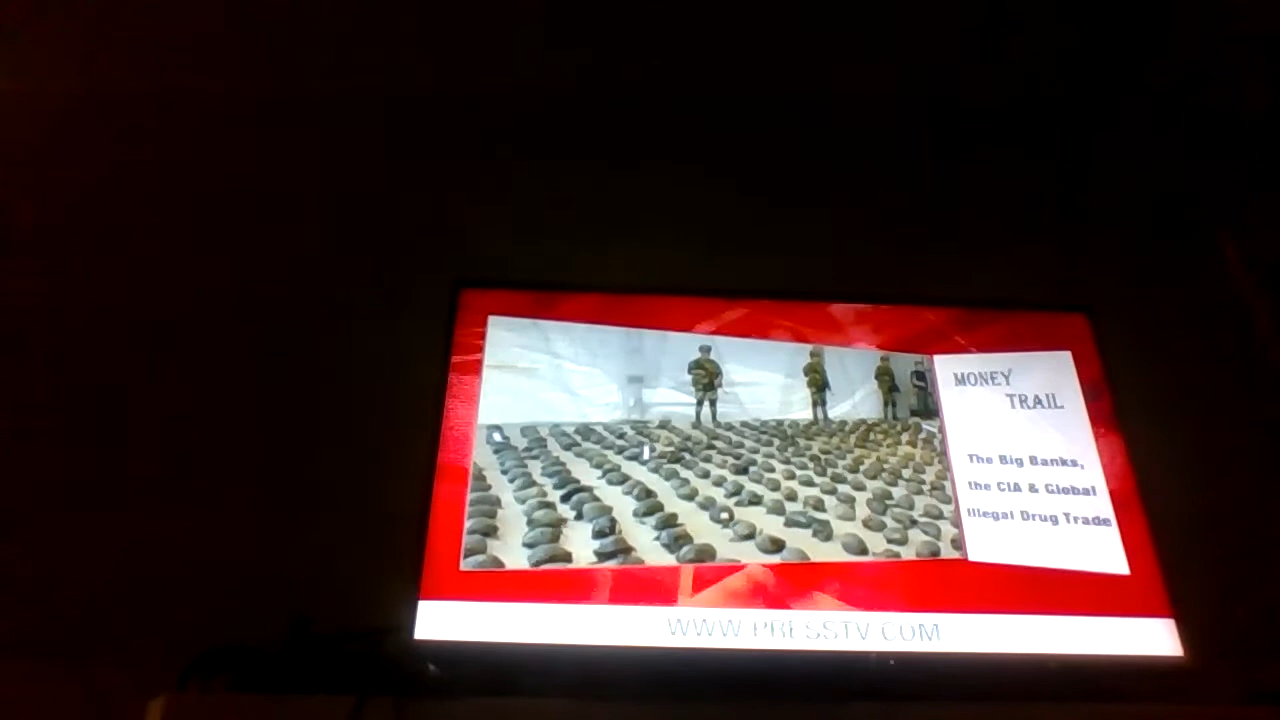 MONEY
TRAIL
The Big Banks,
the CIA & Global
Illegal Drug Trade
WWW.PRESSTV.COM